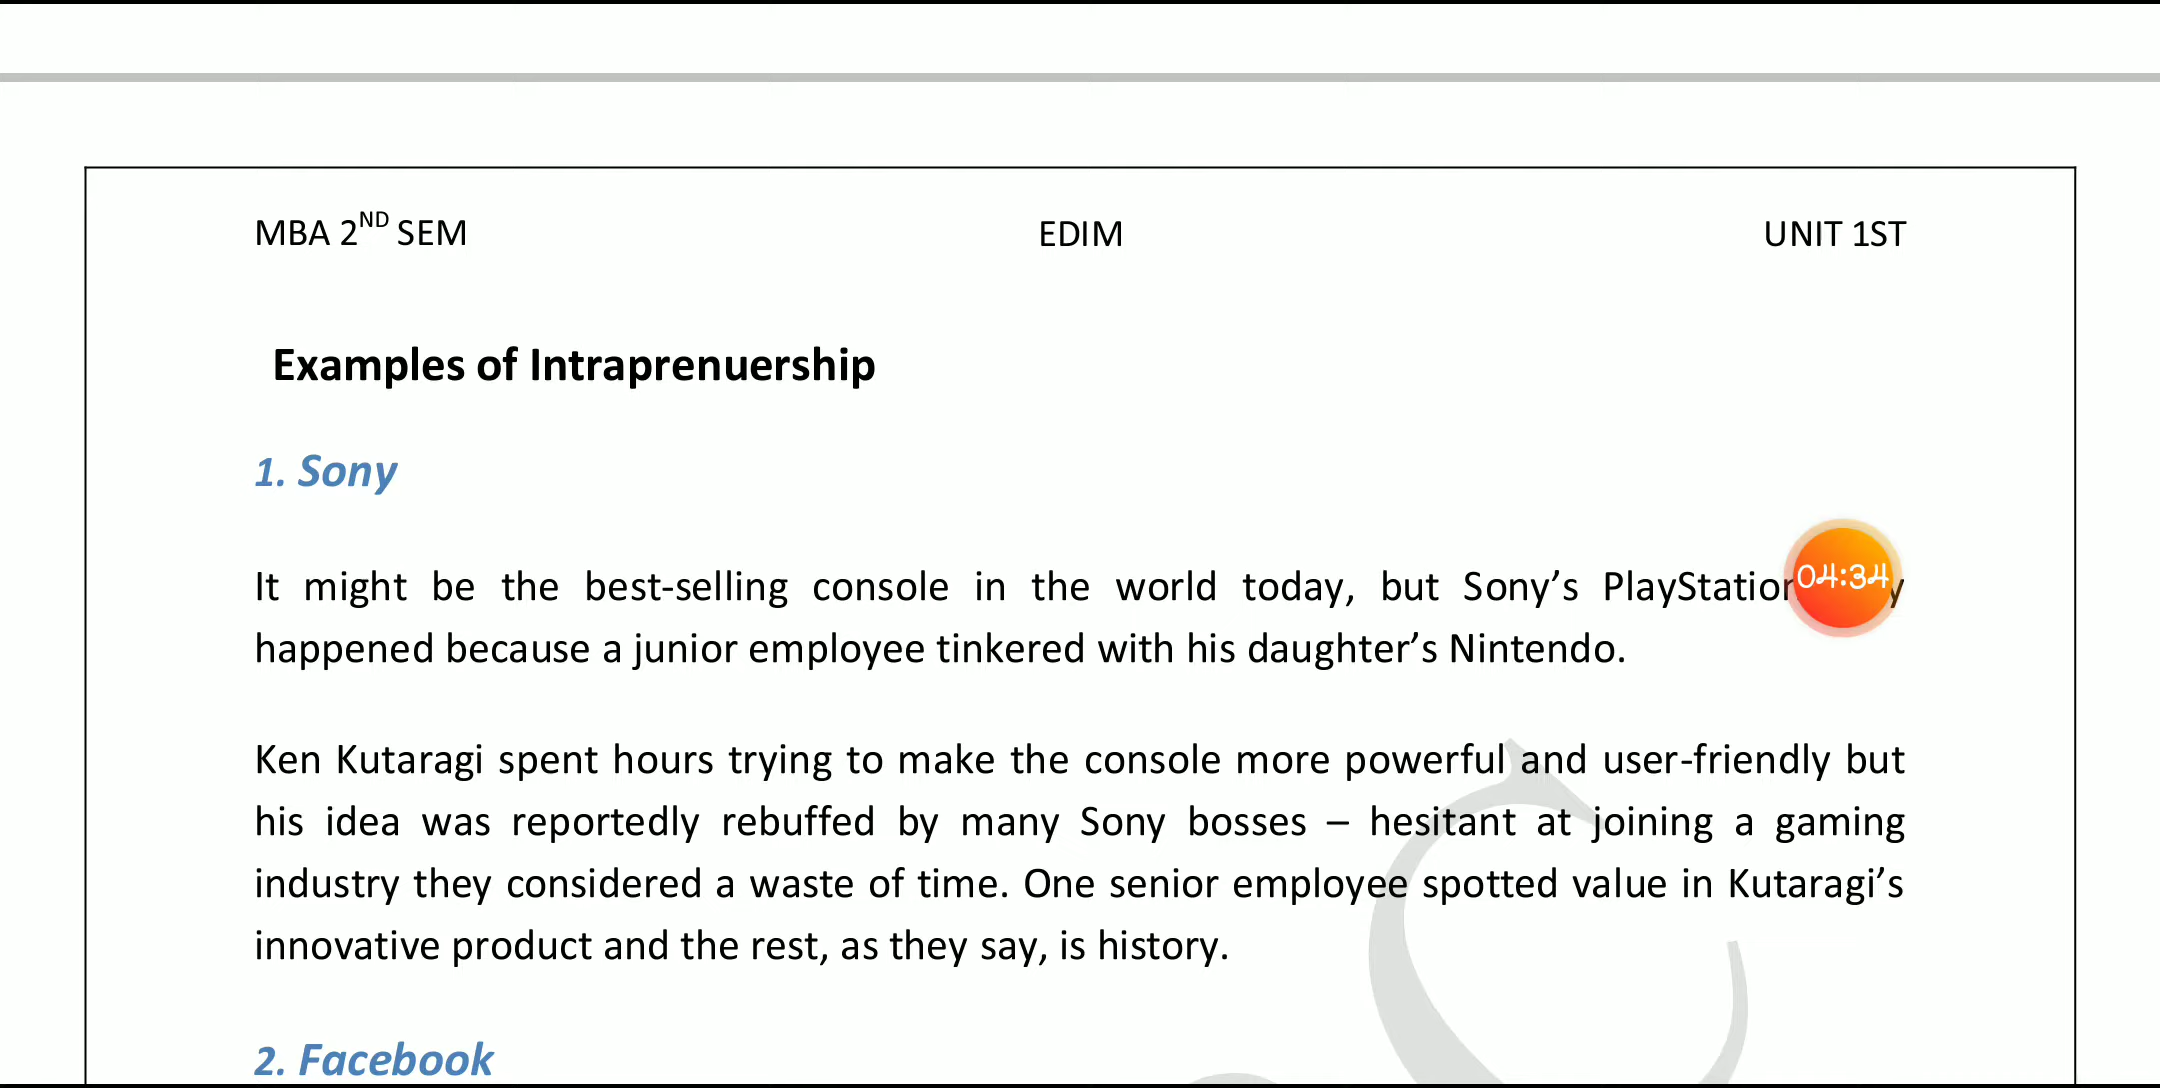 MBA 2ND SEM EDIM UNIT 1ST
Examples of Intraprenuership
1. Sony
It might be the best-selling console in the world today, but Sony’s PlayStation 04:34
happened because a junior employee tinkered with his daughter’s Nintendo.
Ken Kutaragi spent hours trying to make the console more powerful and user-friendly but
his idea was reportedly rebuffed by many Sony bosses – hesitant at joining a gaming
industry they considered a waste of time. One senior employee spotted value in Kutaragi’s
innovative product and the rest, as they say, is history.
2. Facebook